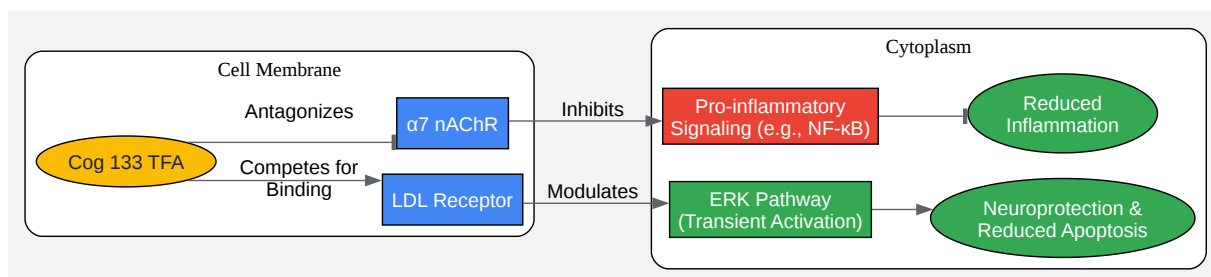 Cell Membrane
Antagonizes
α7 nAChR
Cog 133 TFA
Competes for
Binding
LDL Receptor
Inhibits
Modulates
Cytoplasm
Pro-inflammatory
Signaling (e.g., NF-κB)
Reduced
Inflammation
ERK Pathway
(Transient Activation)
Neuroprotection &
Reduced Apoptosis